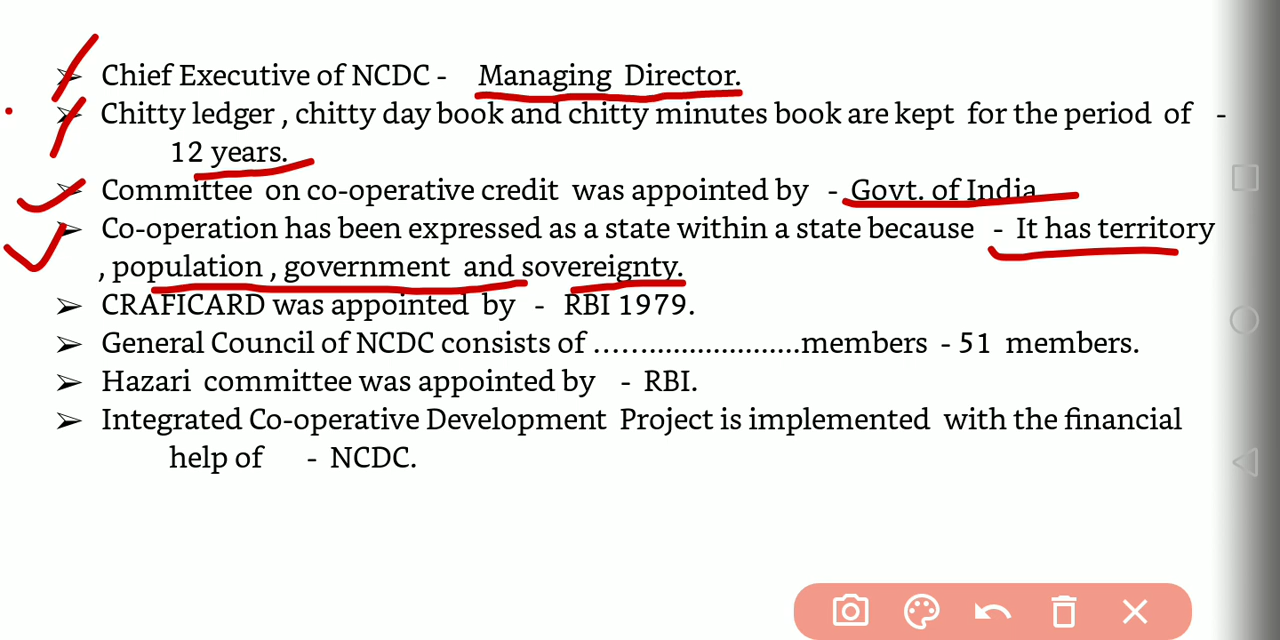 ➢ Chief Executive of NCDC - Managing Director.
➢ Chitty ledger , chitty day book and chitty minutes book are kept for the period of -
12 years.
➢ Committee on co-operative credit was appointed by - Govt. of India
➢ Co-operation has been expressed as a state within a state because - It has territory
, population , government and sovereignty.
➢ CRAFICARD was appointed by - RBI 1979.
➢ General Council of NCDC consists of ........................members - 51 members.
➢ Hazari committee was appointed by - RBI.
➢ Integrated Co-operative Development Project is implemented with the financial
help of - NCDC.